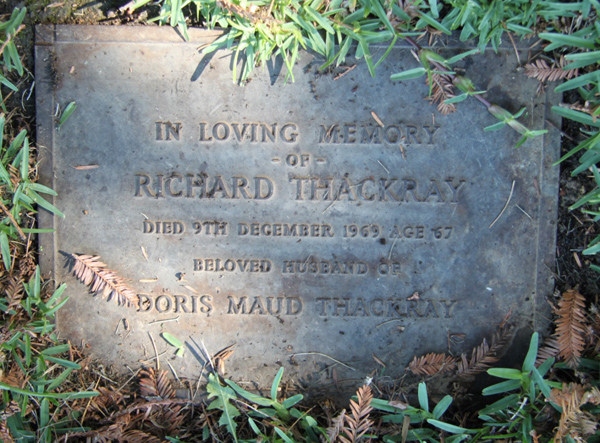 IN LOVING MEMORY
- OF -
RICHARD THACKRAY
DIED 9TH DECEMBER 1969 AGE 67
BELOVED HUSBAND OF
DORIS MAUD THACKRAY